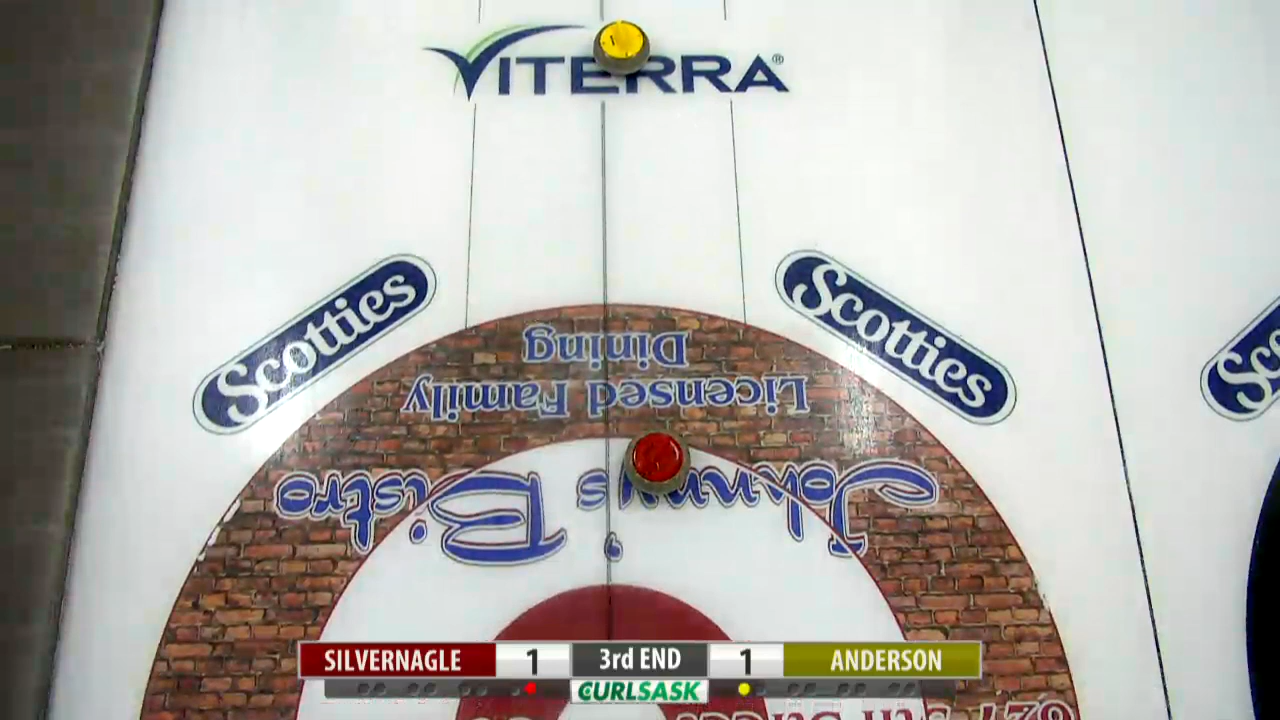 VITERRA®
Scotties
Scotties
Dining
Licensed Family
Johnny's Bistro
SILVERNAGLE 1 3rd END 1 ANDERSON
CURLSASK